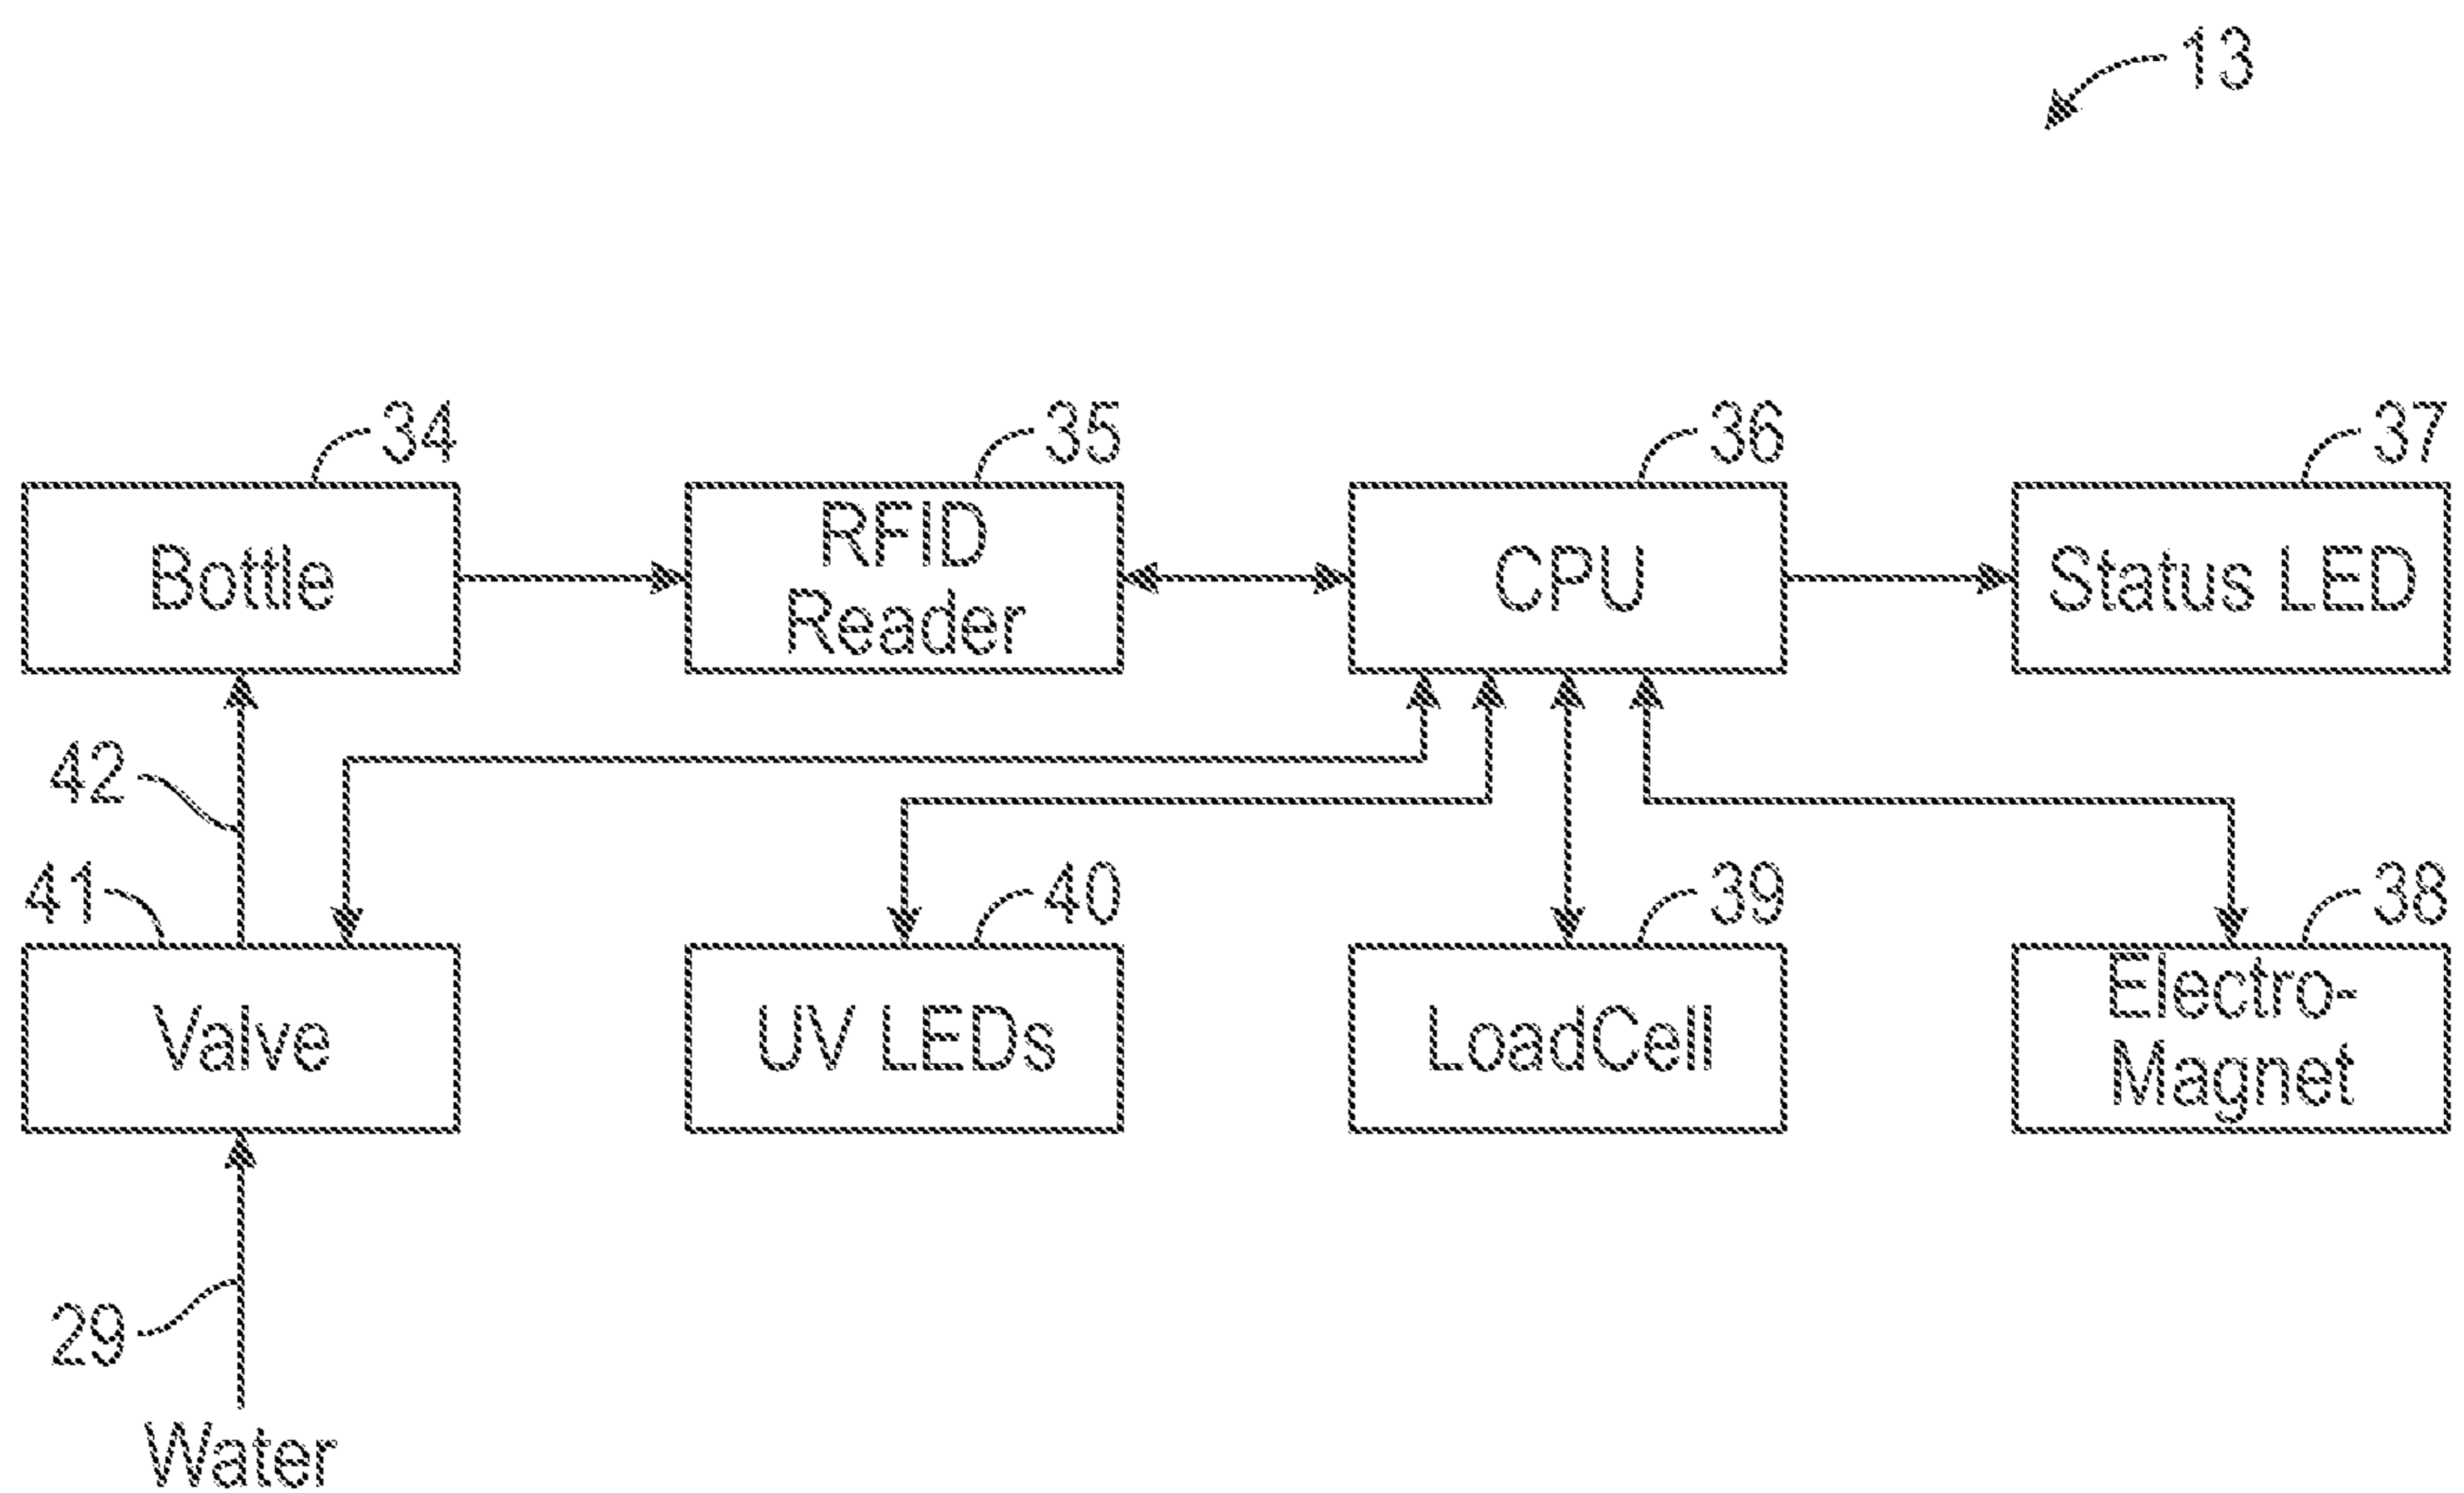 13
34
35
36
37
Bottle
RFID
Reader
CPU
Status LED
42
41
40
39
38
Valve
UV LEDs
LoadCell
Electro-
Magnet
29
Water